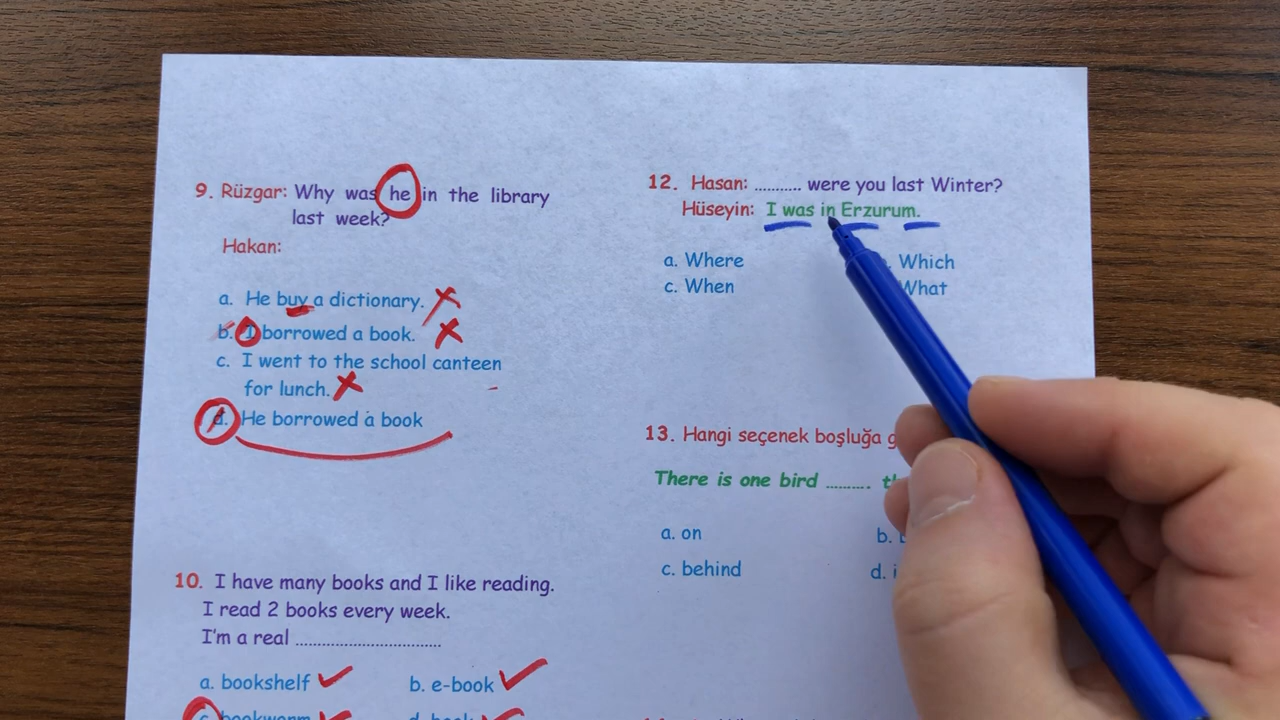 9. Rüzgar: Why was he in the library
last week?
Hakan:
a. He buy a dictionary.
b. I borrowed a book.
c. I went to the school canteen
for lunch.
d. He borrowed a book
10. I have many books and I like reading.
I read 2 books every week.
I'm a real ..................................
a. bookshelf b. e-book
c. bookworm d. book
12. Hasan: ........... were you last Winter?
Hüseyin: I was in Erzurum.
a. Where Which
c. When What
13. Hangi seçenek boşluğa
There is one bird ..........
a. on b.
c. behind d.